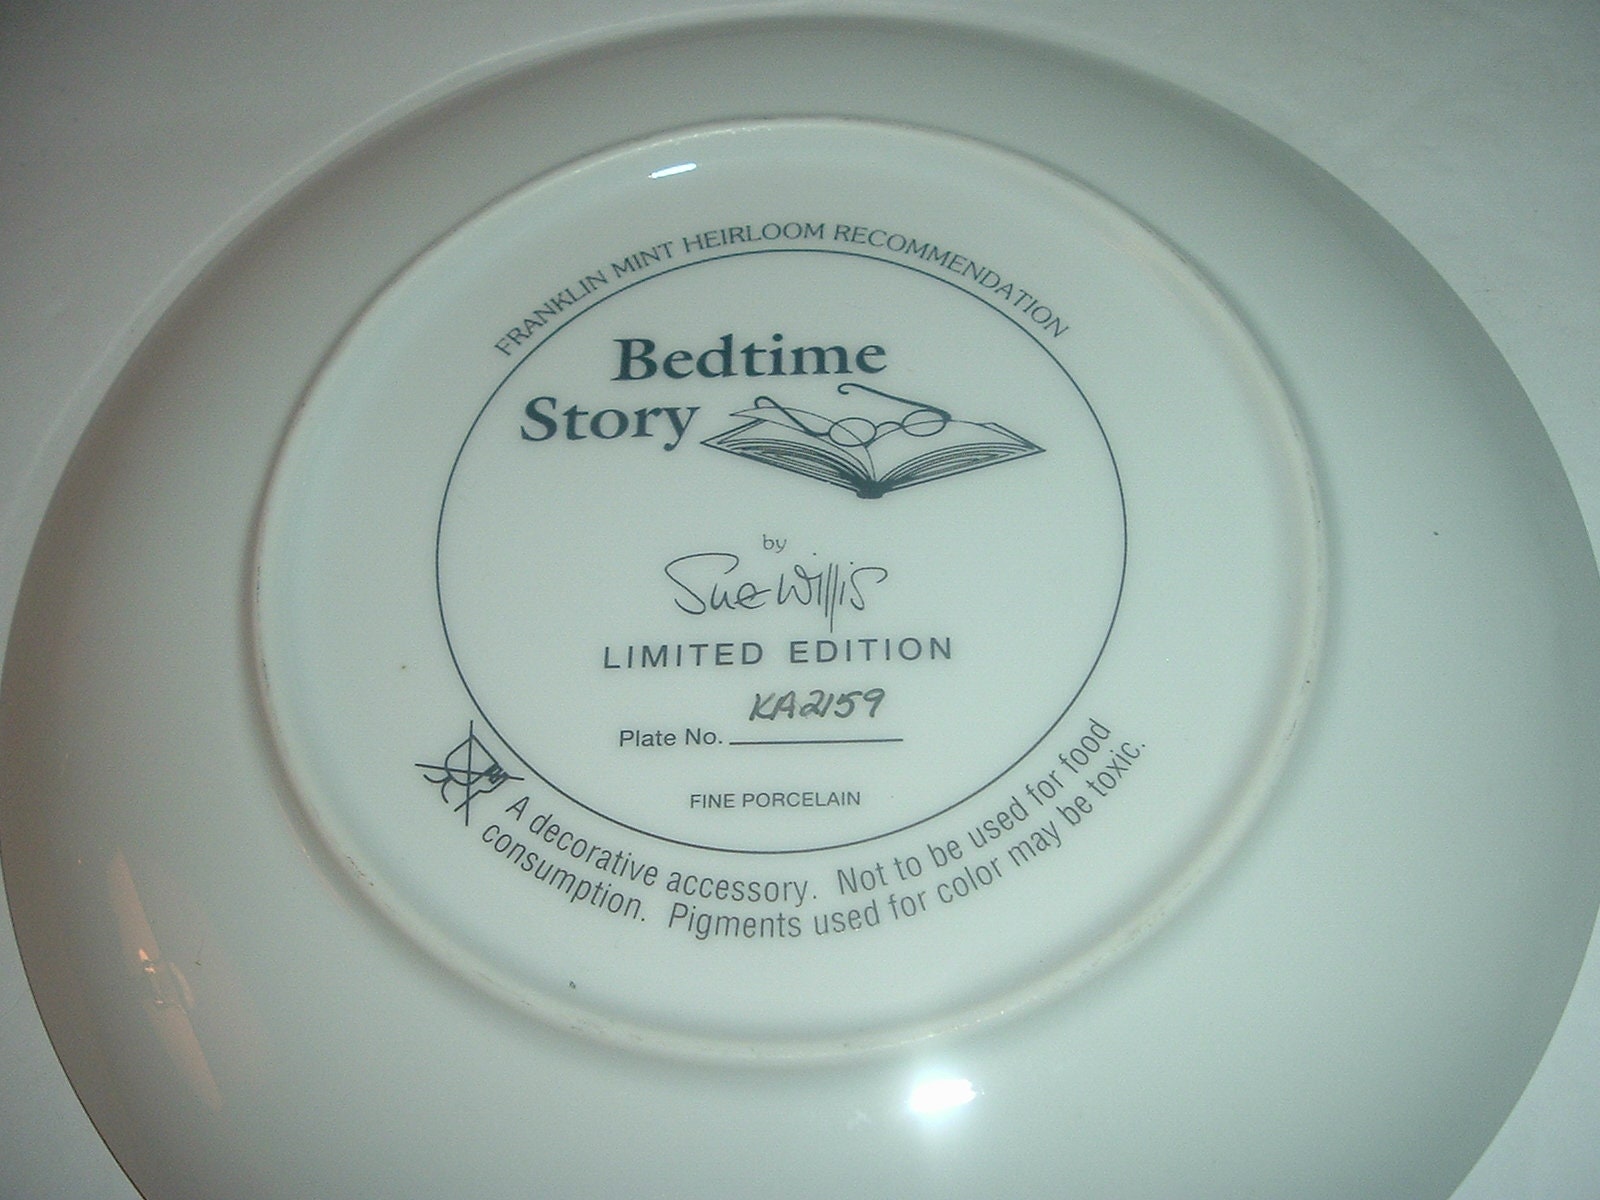 FRANKLIN MINT HEIRLOOM RECOMMENDATION
Bedtime
Story
by
Sue Willis
LIMITED EDITION
KA2159
Plate No.
FINE PORCELAIN
A decorative accessory. Not to be used for food
consumption. Pigments used for color may be toxic.